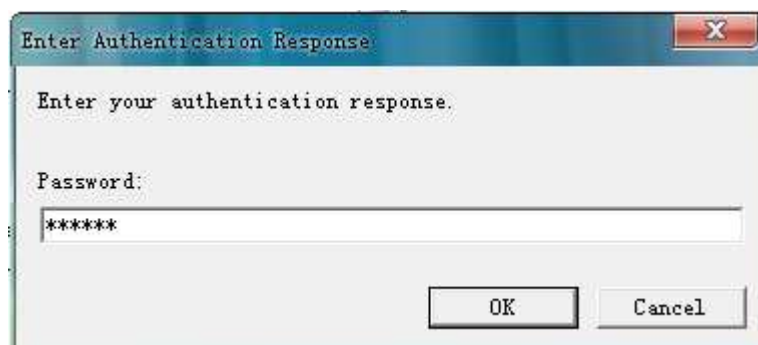 Enter Authentication Response
Enter your authentication response.
Password:
******
OK
Cancel